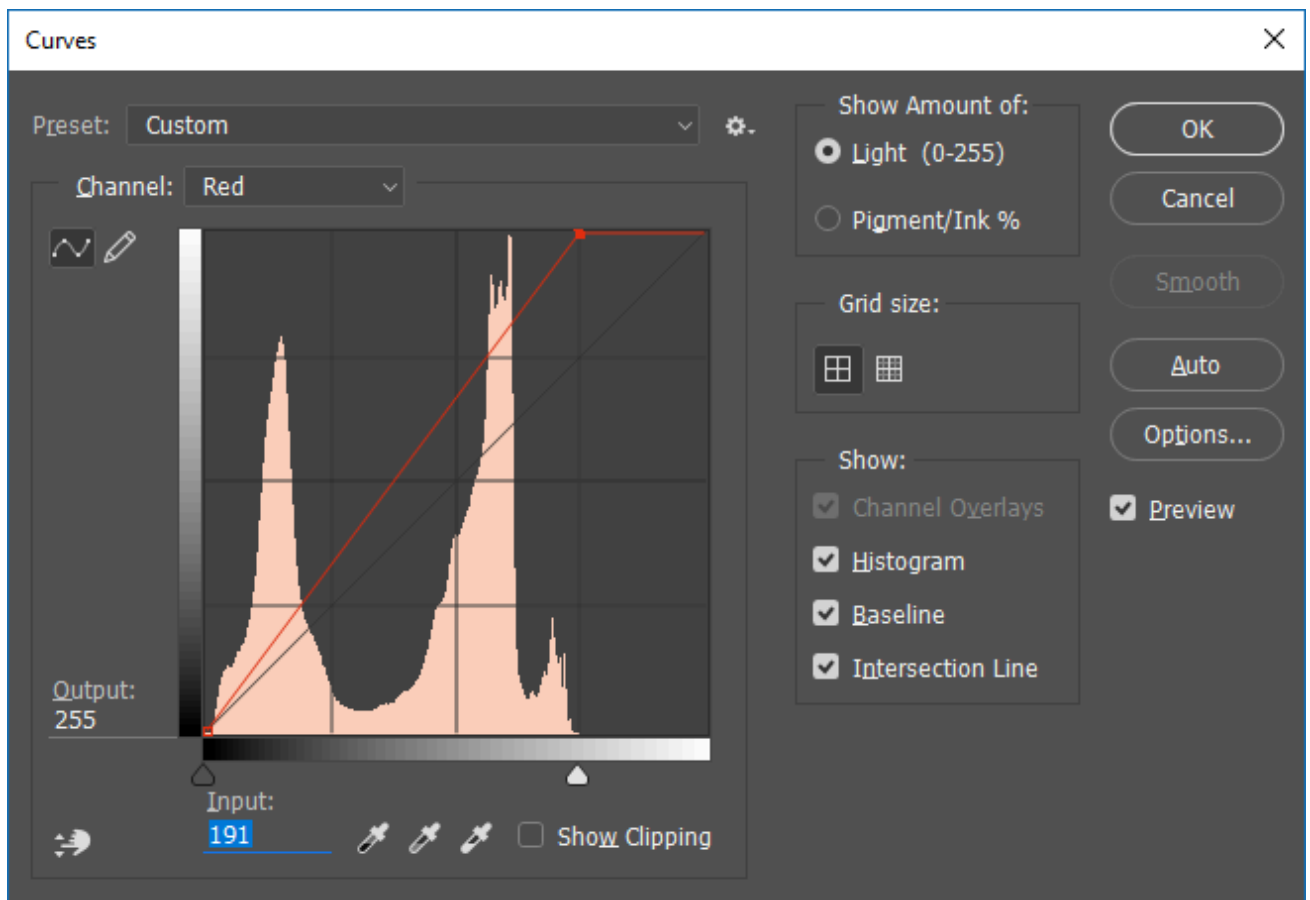 Curves
Preset: Custom
Channel: Red
Output:
255
Input:
191
Show Clipping
Show Amount of:
Light (0-255)
Pigment/Ink %
Grid size:
Show:
Channel Overlays
Histogram
Baseline
Intersection Line
OK
Cancel
Smooth
Auto
Options...
Preview